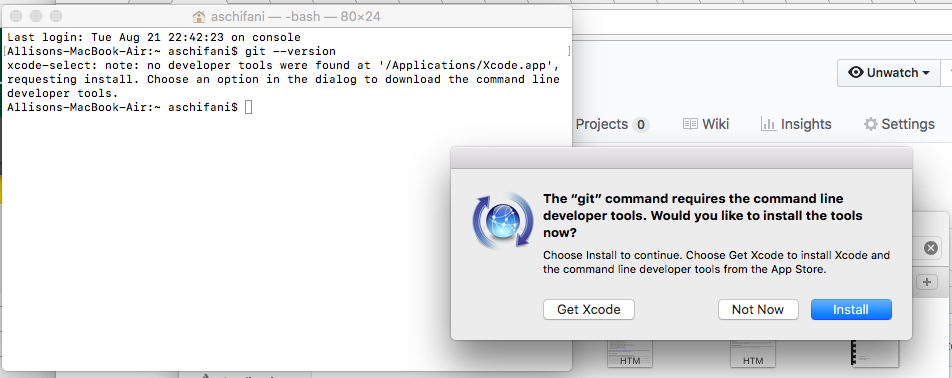 aschifani — -bash — 80×24
Last login: Tue Aug 21 22:42:23 on console
[Allisons-MacBook-Air:~ aschifani$ git --version ]
xcode-select: note: no developer tools were found at '/Applications/Xcode.app',
requesting install. Choose an option in the dialog to download the command line
developer tools.
Allisons-MacBook-Air:~ aschifani$
Unwatch
Projects 0 Wiki Insights Settings
The “git” command requires the command line
developer tools. Would you like to install the tools
now?
Choose Install to continue. Choose Get Xcode to install Xcode and
the command line developer tools from the App Store.
Get Xcode Not Now Install
HTM HTM